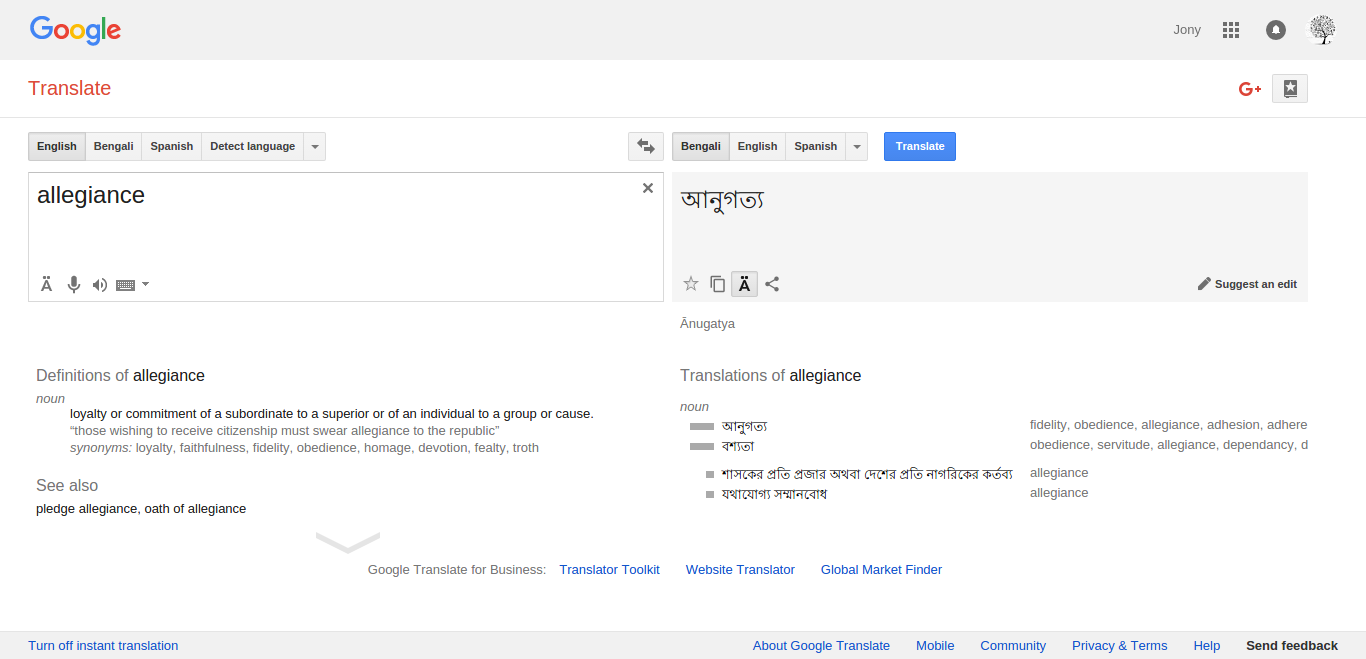 Google
Jony
Translate
G+
English Bengali Spanish Detect language
Bengali English Spanish
Translate
allegiance
আনুগত্য
Ä
Ä
Suggest an edit
Ānugatya
Definitions of allegiance
noun
loyalty or commitment of a subordinate to a superior or of an individual to a group or cause.
“those wishing to receive citizenship must swear allegiance to the republic”
synonyms: loyalty, faithfulness, fidelity, obedience, homage, devotion, fealty, troth
See also
pledge allegiance, oath of allegiance
Translations of allegiance
noun
আনুগত্য fidelity, obedience, allegiance, adhesion, adhere
বশ্যতা obedience, servitude, allegiance, dependancy, d
শাসকের প্রতি প্রজার অথবা দেশের প্রতি নাগরিকের কর্তব্য allegiance
যথাযোগ্য সম্মানবোধ allegiance
Google Translate for Business: Translator Toolkit Website Translator Global Market Finder
Turn off instant translation About Google Translate Mobile Community Privacy & Terms Help Send feedback